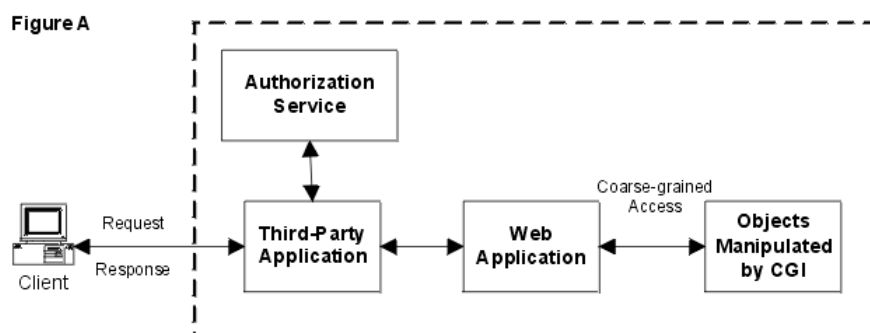 Figure A
Authorization
Service
Request
Response
Client
Third-Party
Application
Web
Application
Coarse-grained
Access
Objects
Manipulated
by CGI